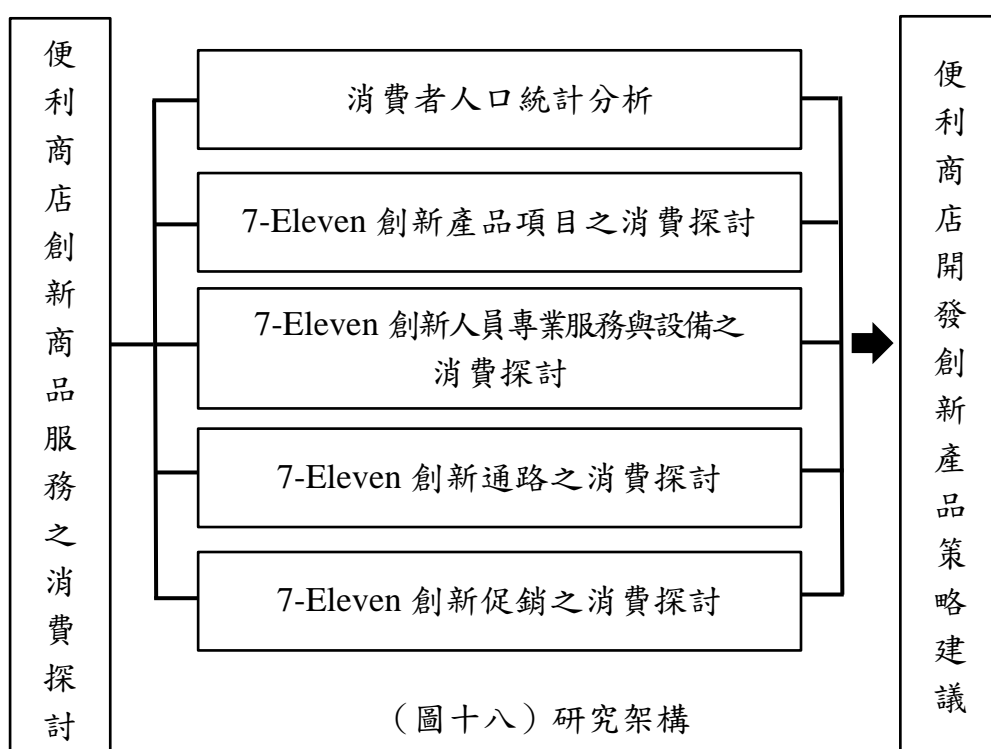 便利商店創新商品服務之消費探討
消費者人口統計分析
7-Eleven 創新產品項目之消費探討
7-Eleven 創新人員專業服務與設備之
消費探討
7-Eleven 創新通路之消費探討
7-Eleven 創新促銷之消費探討
便利商店開發創新產品策略建議
（圖十八）研究架構